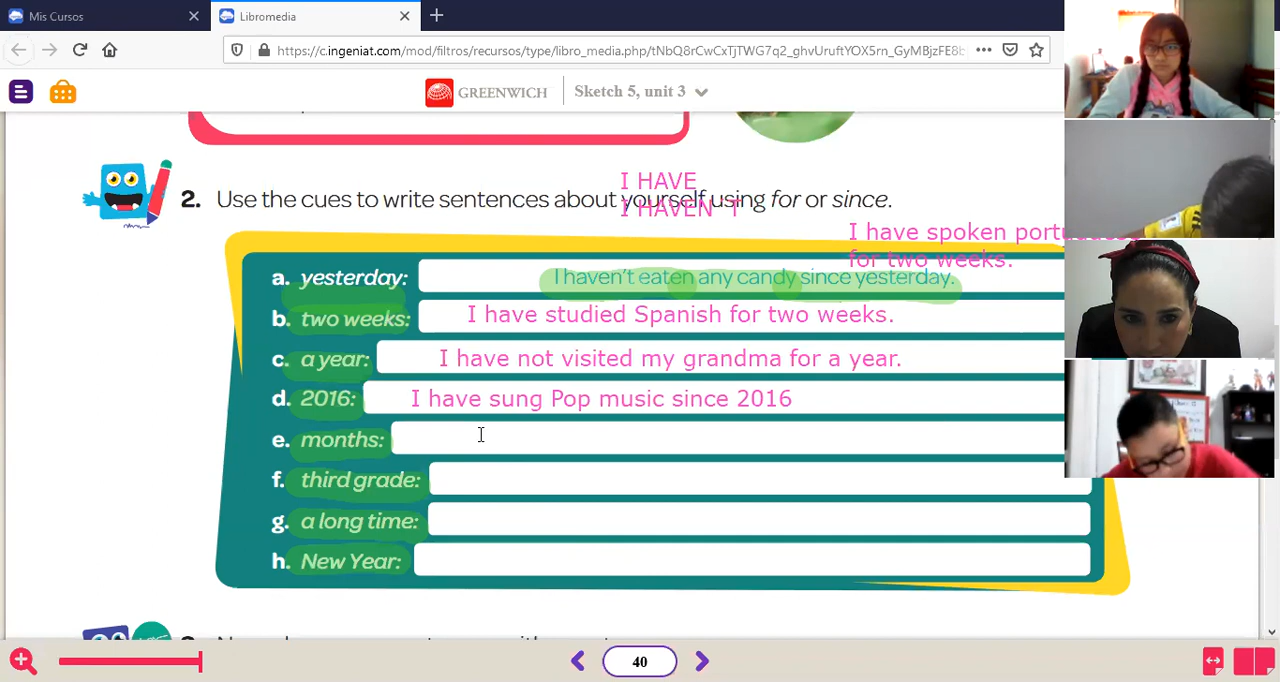 Mis Cursos
Libromedia
https://c.ingeniat.com/mod/filtros/recursos/type/libro_media.php/tNbQ8rCwCxTjTWG7q2_ghvUruftYOX5rn_GyMBjzFE8b
GREENWICH
Sketch 5, unit 3
I HAVE
2. Use the cues to write sentences about yourself using for or since.
I HAVEN'T
I have spoken
for two weeks.
a. yesterday: I haven't eaten any candy since yesterday.
b. two weeks: I have studied Spanish for two weeks.
c. a year: I have not visited my grandma for a year.
d. 2016: I have sung Pop music since 2016
e. months:
f. third grade:
g. a long time:
h. New Year:
40